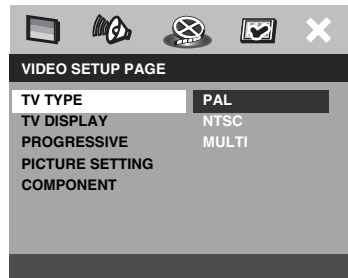 VIDEO SETUP PAGE
TV TYPE PAL
TV DISPLAY NTSC
PROGRESSIVE MULTI
PICTURE SETTING
COMPONENT